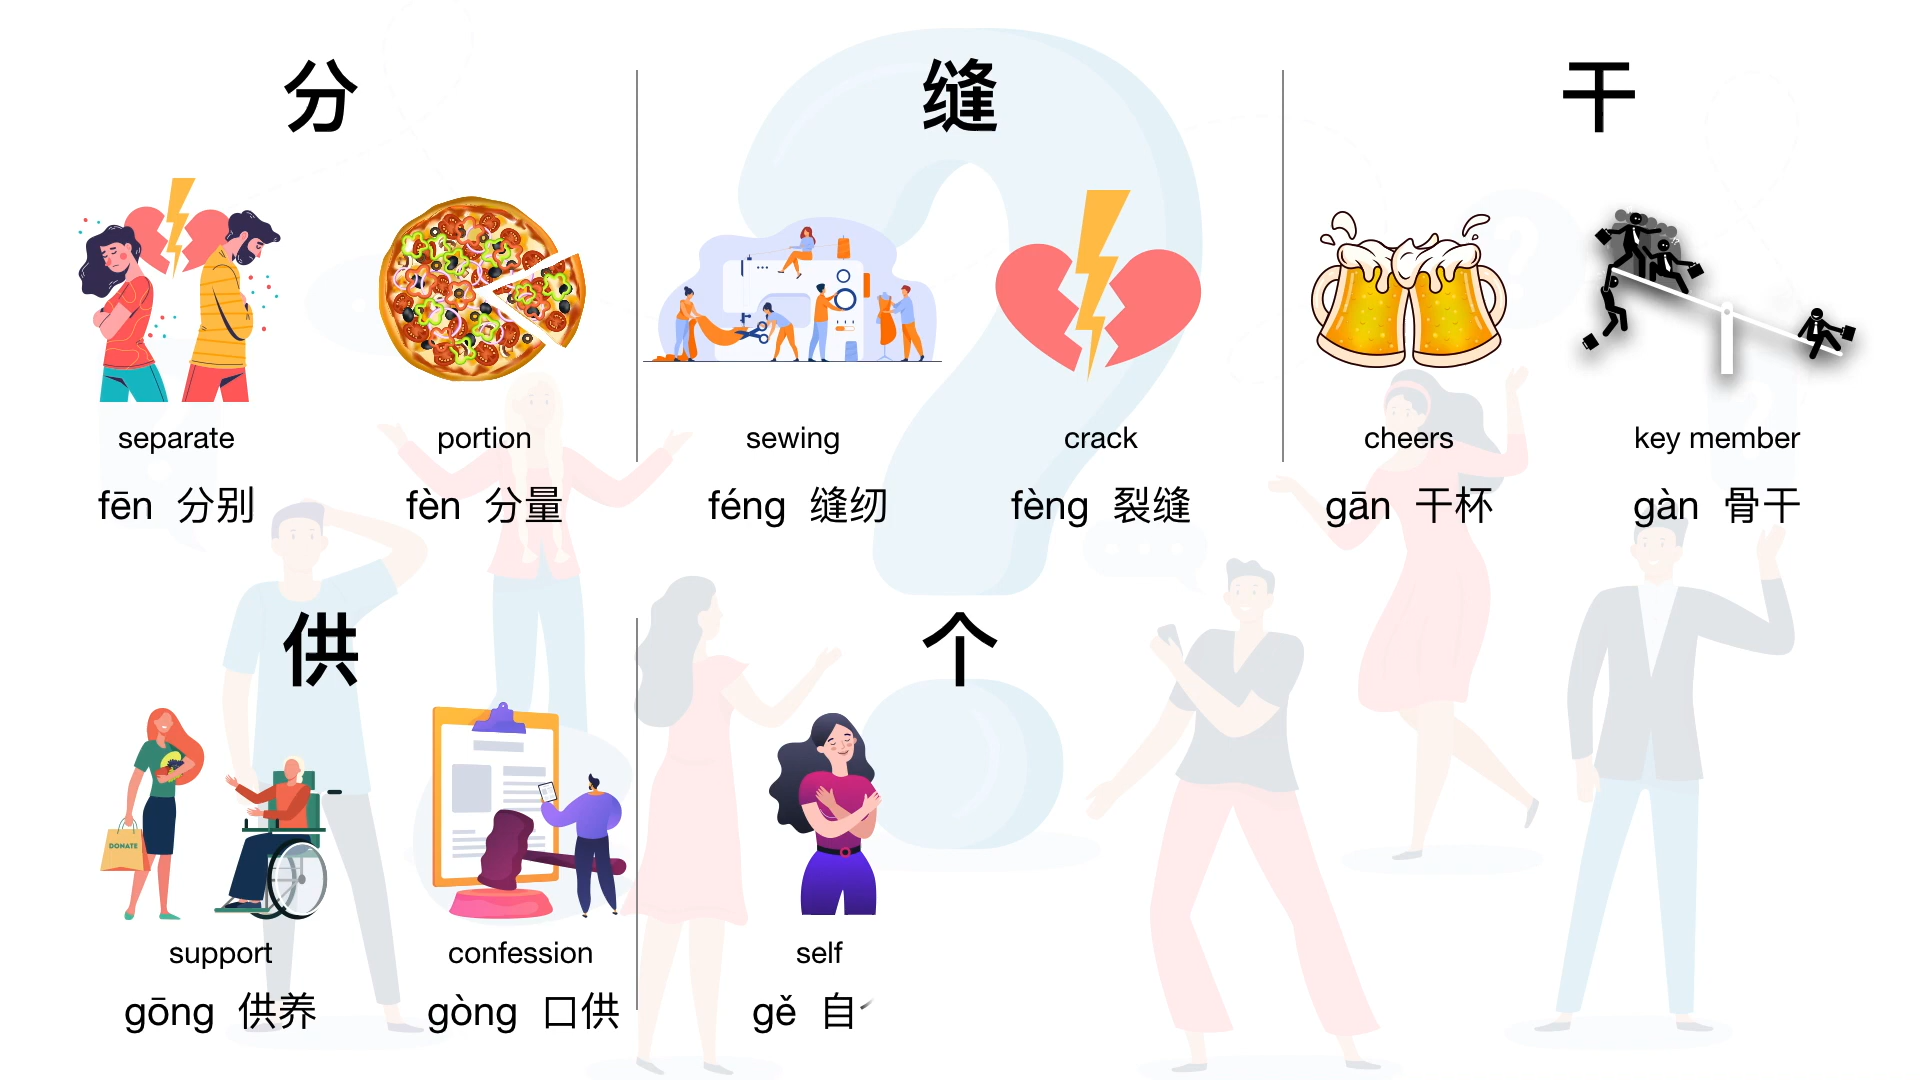 分
缝
干
separate
portion
sewing
crack
cheers
key member
fēn 分别
fèn 分量
féng 缝纫
fèng 裂缝
gān 干杯
gàn 骨干
供
个
DONATE
support
confession
self
gōng 供养
gòng 口供
gě 自